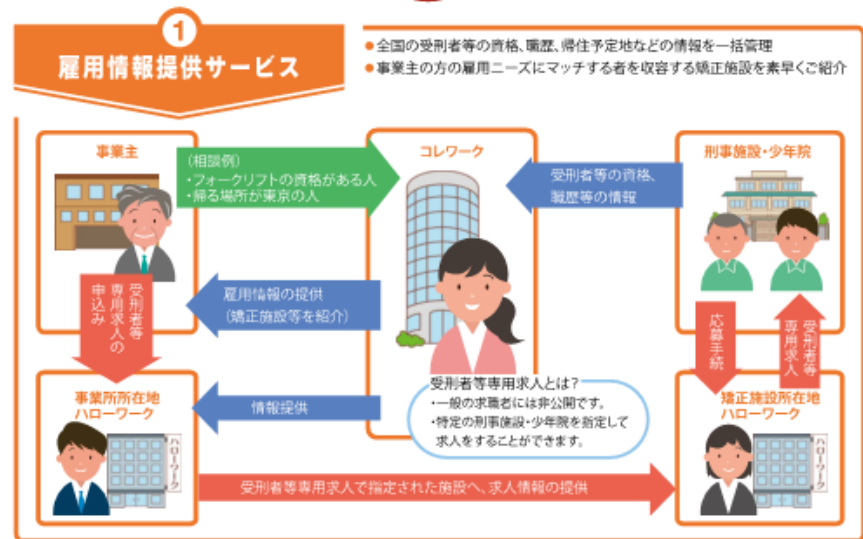 ①
雇用情報提供サービス
●全国の受刑者等の資格、職歴、帰住予定地などの情報を一括管理
●事業主の方の雇用ニーズにマッチする者を収容する矯正施設を素早くご紹介
事業主
(相談例)
・フォークリフトの資格がある人
・帰る場所が東京の人
コレワーク
受刑者等の資格、
職歴等の情報
刑事施設・少年院
受刑者等
専用求人の
申込み
雇用情報の提供
(矯正施設等を紹介)
応募手続
受刑者等
専用求人
事業所所在地
ハローワーク
ハローワーク
情報提供
受刑者等専用求人とは?
・一般の求職者には非公開です。
・特定の刑事施設・少年院を指定して
求人をすることができます。
矯正施設所在地
ハローワーク
ハローワーク
受刑者等専用求人で指定された施設へ、求人情報の提供